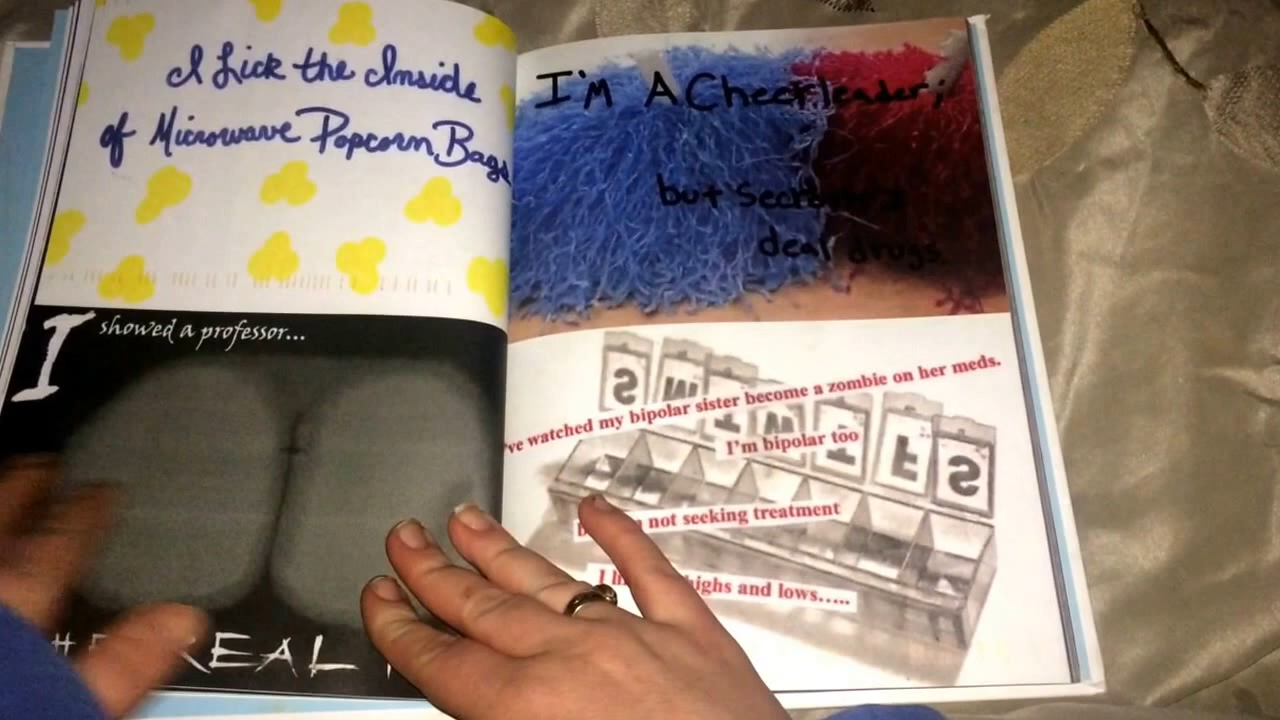 I Lick the Inside
of Microwave Popcorn Bags
I showed a professor...
REAL
I'm A Cheerleader;
but
deal drugs.
S M T W T F S
've watched my bipolar sister become a zombie on her meds.
I'm bipolar too
not seeking treatment
I highs and lows.....